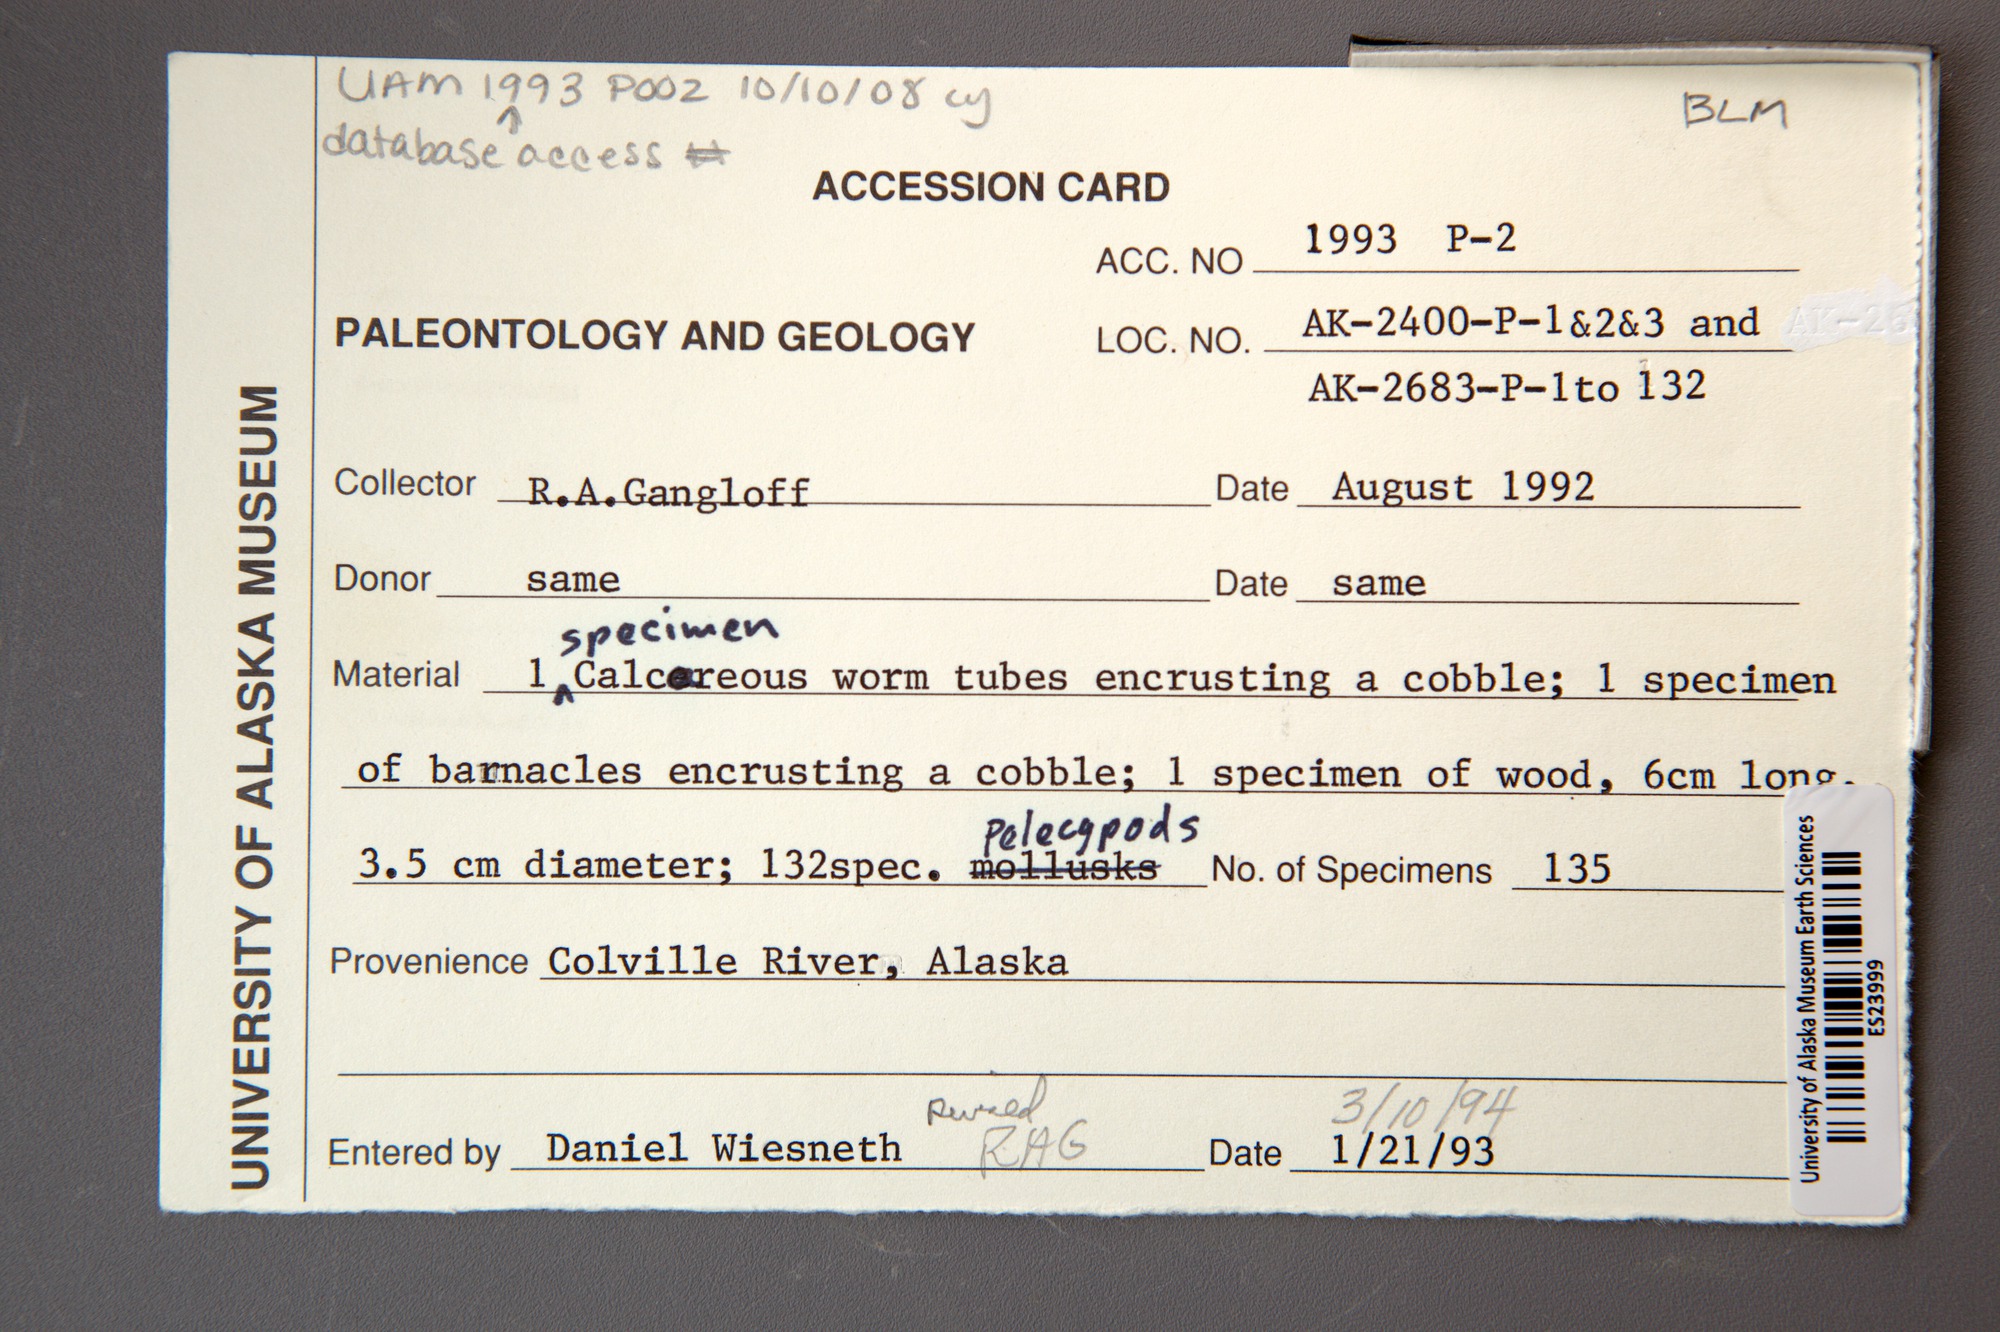 UAM 1993 P002 10/10/08 cy
database access #
BLM
ACCESSION CARD
ACC. NO 1993 P-2
PALEONTOLOGY AND GEOLOGY
LOC. NO. AK-2400-P-1&2&3 and
AK-2683-P-1to 132
UNIVERSITY OF ALASKA MUSEUM
Collector R.A.Gangloff Date August 1992
Donor same Date same
specimen
Material 1 ^ Calcareous worm tubes encrusting a cobble; 1 specimen
of barnacles encrusting a cobble; 1 specimen of wood, 6cm long,
Pelecypods
3.5 cm diameter; 132spec. mollusks No. of Specimens 135
Provenience Colville River, Alaska
revised 3/10/94
RAG
Entered by Daniel Wiesneth Date 1/21/93
University of Alaska Museum Earth Sciences
ES23999